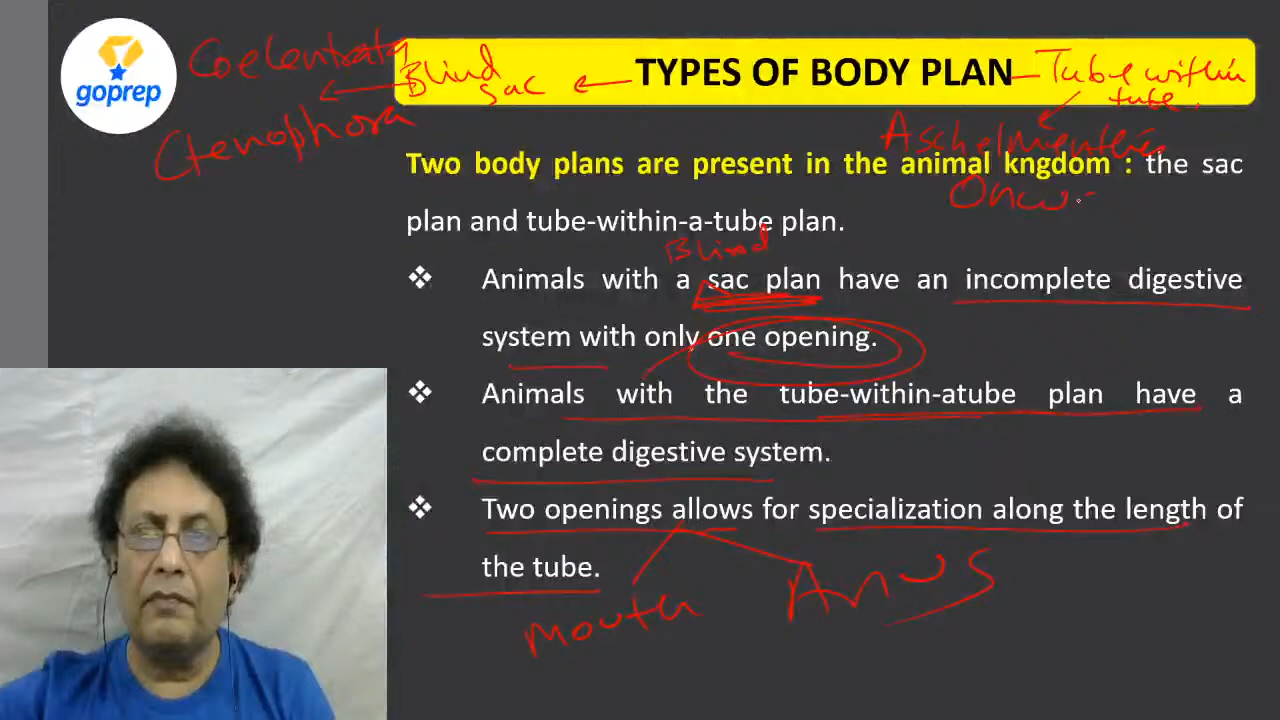 goprep
Coelentrata
Ctenophora
Blind
sac
TYPES OF BODY PLAN
Tube within
tube
Two body plans are present in the animal kngdom : the sac
plan and tube-within-a-tube plan.
Blind
❖ Animals with a sac plan have an incomplete digestive
system with only one opening.
❖ Animals with the tube-within-atube plan have a
complete digestive system.
❖ Two openings allows for specialization along the length of
the tube.
Mouth Anus